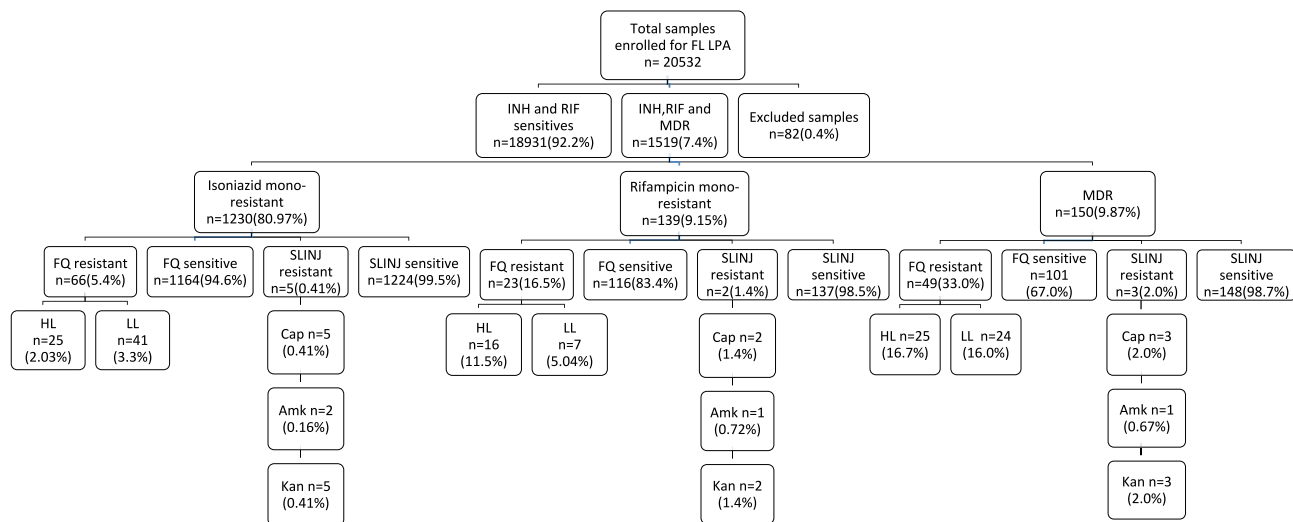 Total samples
enrolled for FL LPA
n= 20532
INH and RIF
sensitives
n=18931(92.2%)
INH,RIF and
MDR
n=1519(7.4%)
Excluded samples
n=82(0.4%)
Isoniazid mono-
resistant
n=1230(80.97%)
Rifampicin mono-
resistant
n=139(9.15%)
MDR
n=150(9.87%)
FQ resistant
n=66(5.4%)
FQ sensitive
n=1164(94.6%)
SLINJ
resistant
n=5(0.41%)
SLINJ sensitive
n=1224(99.5%)
FQ resistant
n=23(16.5%)
FQ sensitive
n=116(83.4%)
SLINJ
resistant
n=2(1.4%)
SLINJ
sensitive
n=137(98.5%)
FQ resistant
n=49(33.0%)
FQ sensitive
n=101
(67.0%)
SLINJ
resistant
n=3(2.0%)
SLINJ
sensitive
n=148(98.7%)
HL
n=25
(2.03%)
LL
n=41
(3.3%)
Cap n=5
(0.41%)
HL
n=16
(11.5%)
LL
n=7
(5.04%)
Cap n=2
(1.4%)
HL n=25
(16.7%)
LL n=24
(16.0%)
Cap n=3
(2.0%)
Amk n=2
(0.16%)
Amk n=1
(0.72%)
Amk n=1
(0.67%)
Kan n=5
(0.41%)
Kan n=2
(1.4%)
Kan n=3
(2.0%)